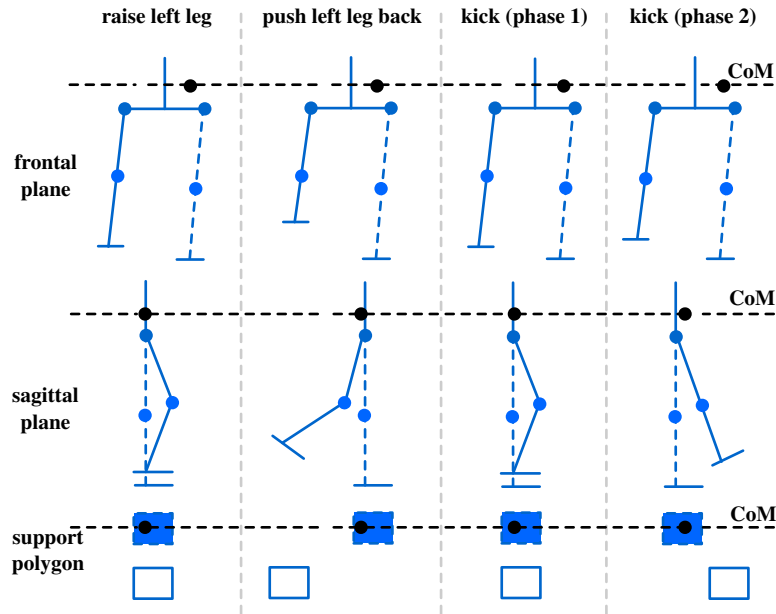 raise left leg
push left leg back
kick (phase 1)
kick (phase 2)
CoM
frontal
plane
CoM
sagittal
plane
CoM
support
polygon